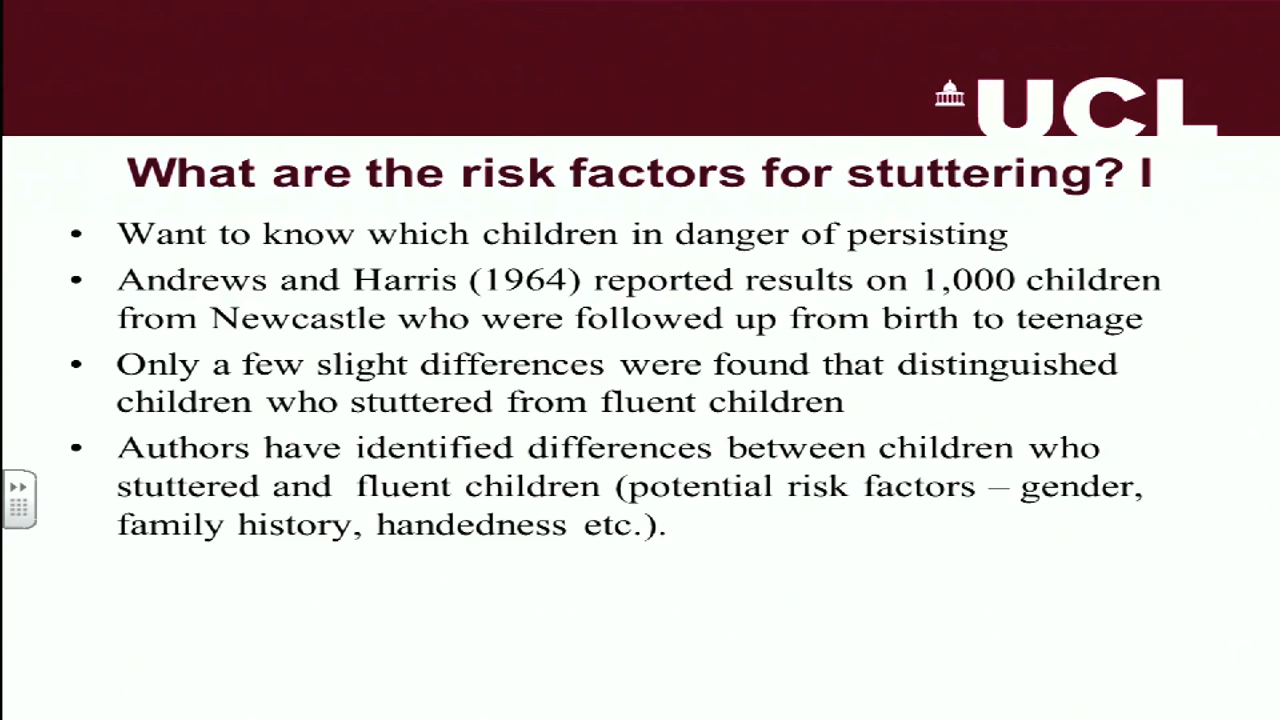 UCL
What are the risk factors for stuttering? I
• Want to know which children in danger of persisting
• Andrews and Harris (1964) reported results on 1,000 children
from Newcastle who were followed up from birth to teenage
• Only a few slight differences were found that distinguished
children who stuttered from fluent children
• Authors have identified differences between children who
stuttered and fluent children (potential risk factors – gender,
family history, handedness etc.).